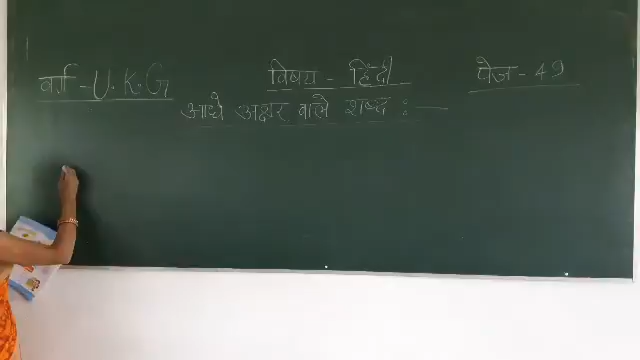 वर्ग - U.K.G विषय - हिंदी पेज - 49
आधे अक्षर वाले शब्द :—